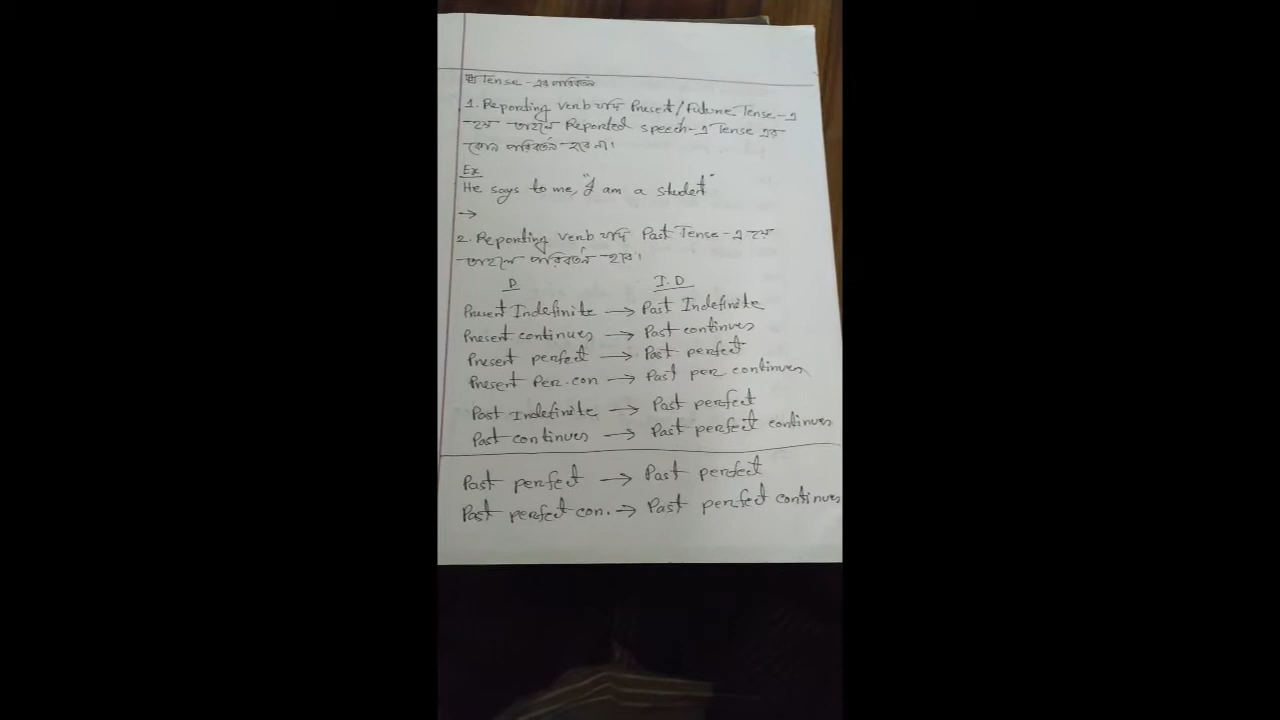 Tense - এর পরিবর্তন
1. Reporting verb যদি Present/Future Tense-এ
হয় তাহলে Reported speech-এ Tense এর
কোন পরিবর্তন হবে না।
Ex
He says to me, "I am a student"
→
2. Reporting verb যদি Past Tense-এ হয়
তাহলে পরিবর্তন হবে।
D I.D
Present Indefinite → Past Indefinite
Present continues → Past continues
Present perfect → Past perfect
Present Per.con → Past per. continues
Past Indefinite → Past perfect
Past continues → Past perfect continues
Past perfect → Past perfect
Past perfect con. → Past perfect continues